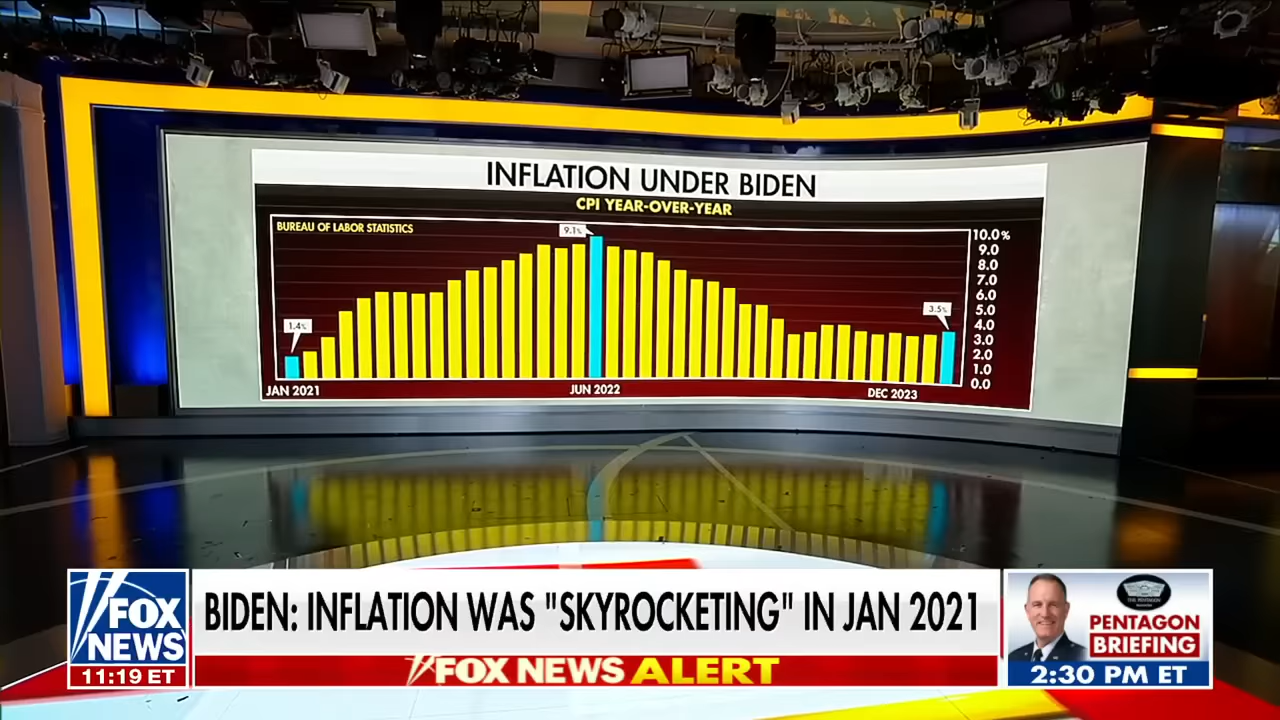 INFLATION UNDER BIDEN
CPI YEAR-OVER-YEAR
BUREAU OF LABOR STATISTICS
9.1%
1.4%
3.5%
10.0%
9.0
8.0
7.0
6.0
5.0
4.0
3.0
2.0
1.0
0.0
JAN 2021
JUN 2022
DEC 2023
FOX
NEWS
11:19 ET
BIDEN: INFLATION WAS "SKYROCKETING" IN JAN 2021
FOX NEWS ALERT
PENTAGON
BRIEFING
2:30 PM ET